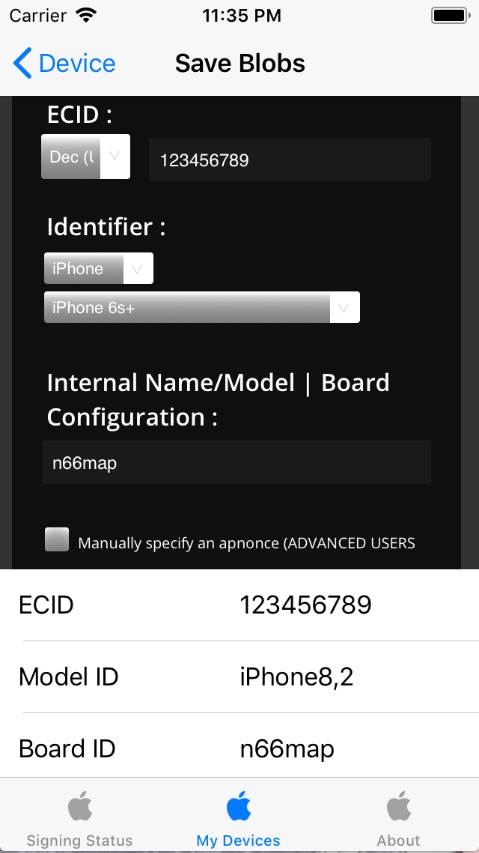 Carrier 11:35 PM
Device Save Blobs
ECID :
Dec (U 123456789
Identifier :
iPhone
iPhone 6s+
Internal Name/Model | Board
Configuration :
n66map
Manually specify an apnonce (ADVANCED USERS
ECID 123456789
Model ID iPhone8,2
Board ID n66map
Signing Status My Devices About